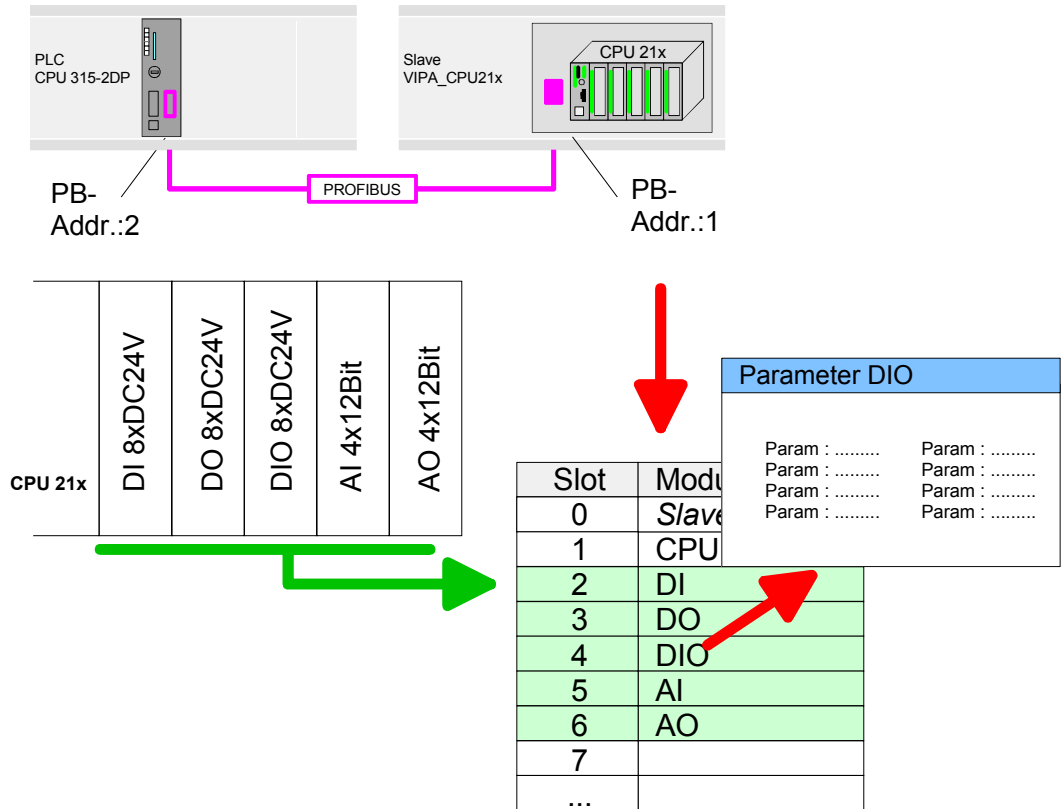 PLC
CPU 315-2DP
Slave
VIPA_CPU21x
CPU 21x
PROFIBUS
PB-
Addr.:2
PB-
Addr.:1
CPU 21x
DI 8xDC24V
DO 8xDC24V
DIO 8xDC24V
AI 4x12Bit
AO 4x12Bit
Parameter DIO
Param : ......... Param : .........
Param : ......... Param : .........
Param : ......... Param : .........
Param : ......... Param : .........
Slot
0 Slave
1 CPU
2 DI
3 DO
4 DIO
5 AI
6 AO
7
...